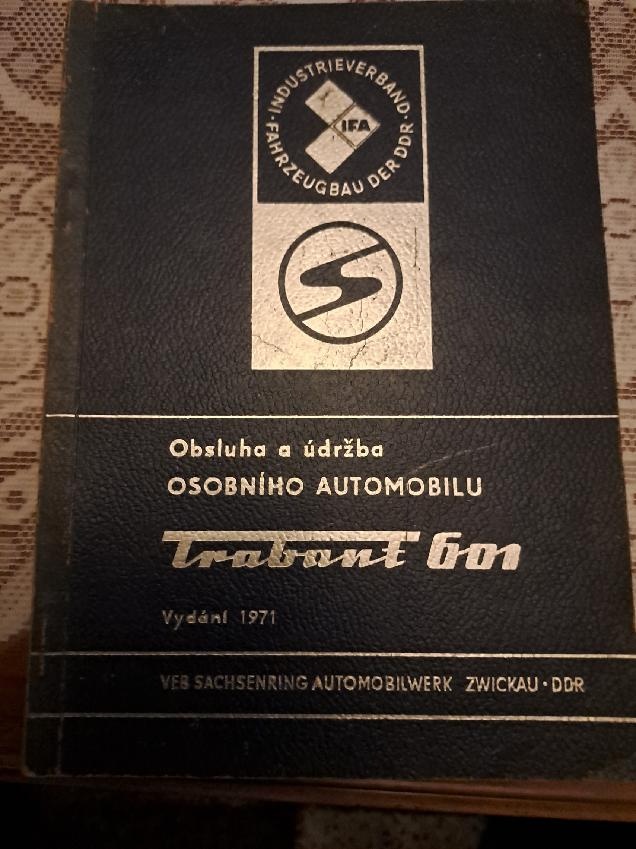 INDUSTRIEVERBAND · FAHRZEUGBAU DER DDR ·
IFA
S
Obsluha a údržba
OSOBNÍHO AUTOMOBILU
Trabant 601
Vydání 1971
VEB SACHSENRING AUTOMOBILWERK ZWICKAU · DDR